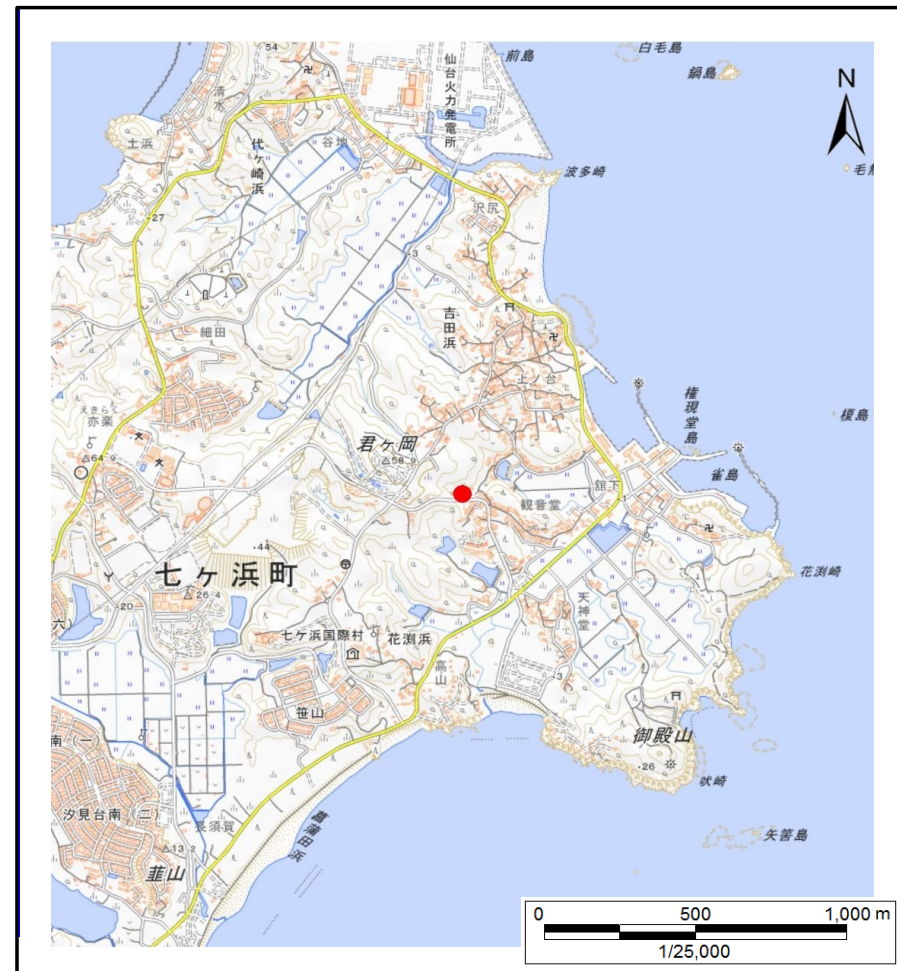 54
前島
白毛島
鍋島
清水
仙台火力発電所
N
土浜
代ヶ崎浜
谷地
波多崎
27
沢尻
3
吉田浜
細田
上ノ台
権現堂島
榎島
えきらく
亦楽
君ヶ岡
64.9
雀島
舘下
観音堂
1
44
七ヶ浜町
花渕崎
26.4
天神堂
20
七ヶ浜国際村
花渕浜
高山
3
笹山
御殿山
南一
26
吠崎
汐見台南(二)
長須賀
菖蒲田浜
矢筈島
13.2
韮山
0 500 1,000 m
1/25,000